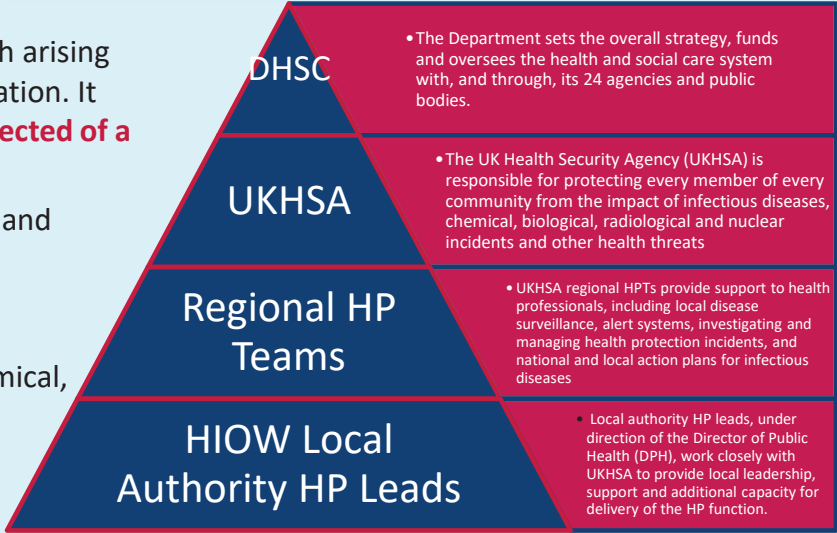 h arising
ation. It
ected of a
and
mical,
DHSC
•The Department sets the overall strategy, funds
and oversees the health and social care system
with, and through, its 24 agencies and public
bodies.
UKHSA
•The UK Health Security Agency (UKHSA) is
responsible for protecting every member of every
community from the impact of infectious diseases,
chemical, biological, radiological and nuclear
incidents and other health threats
Regional HP
Teams
•UKHSA regional HPTs provide support to health
professionals, including local disease
surveillance, alert systems, investigating and
managing health protection incidents, and
national and local action plans for infectious
diseases
HIOW Local
Authority HP Leads
• Local authority HP leads, under
direction of the Director of Public
Health (DPH), work closely with
UKHSA to provide local leadership,
support and additional capacity for
delivery of the HP function.